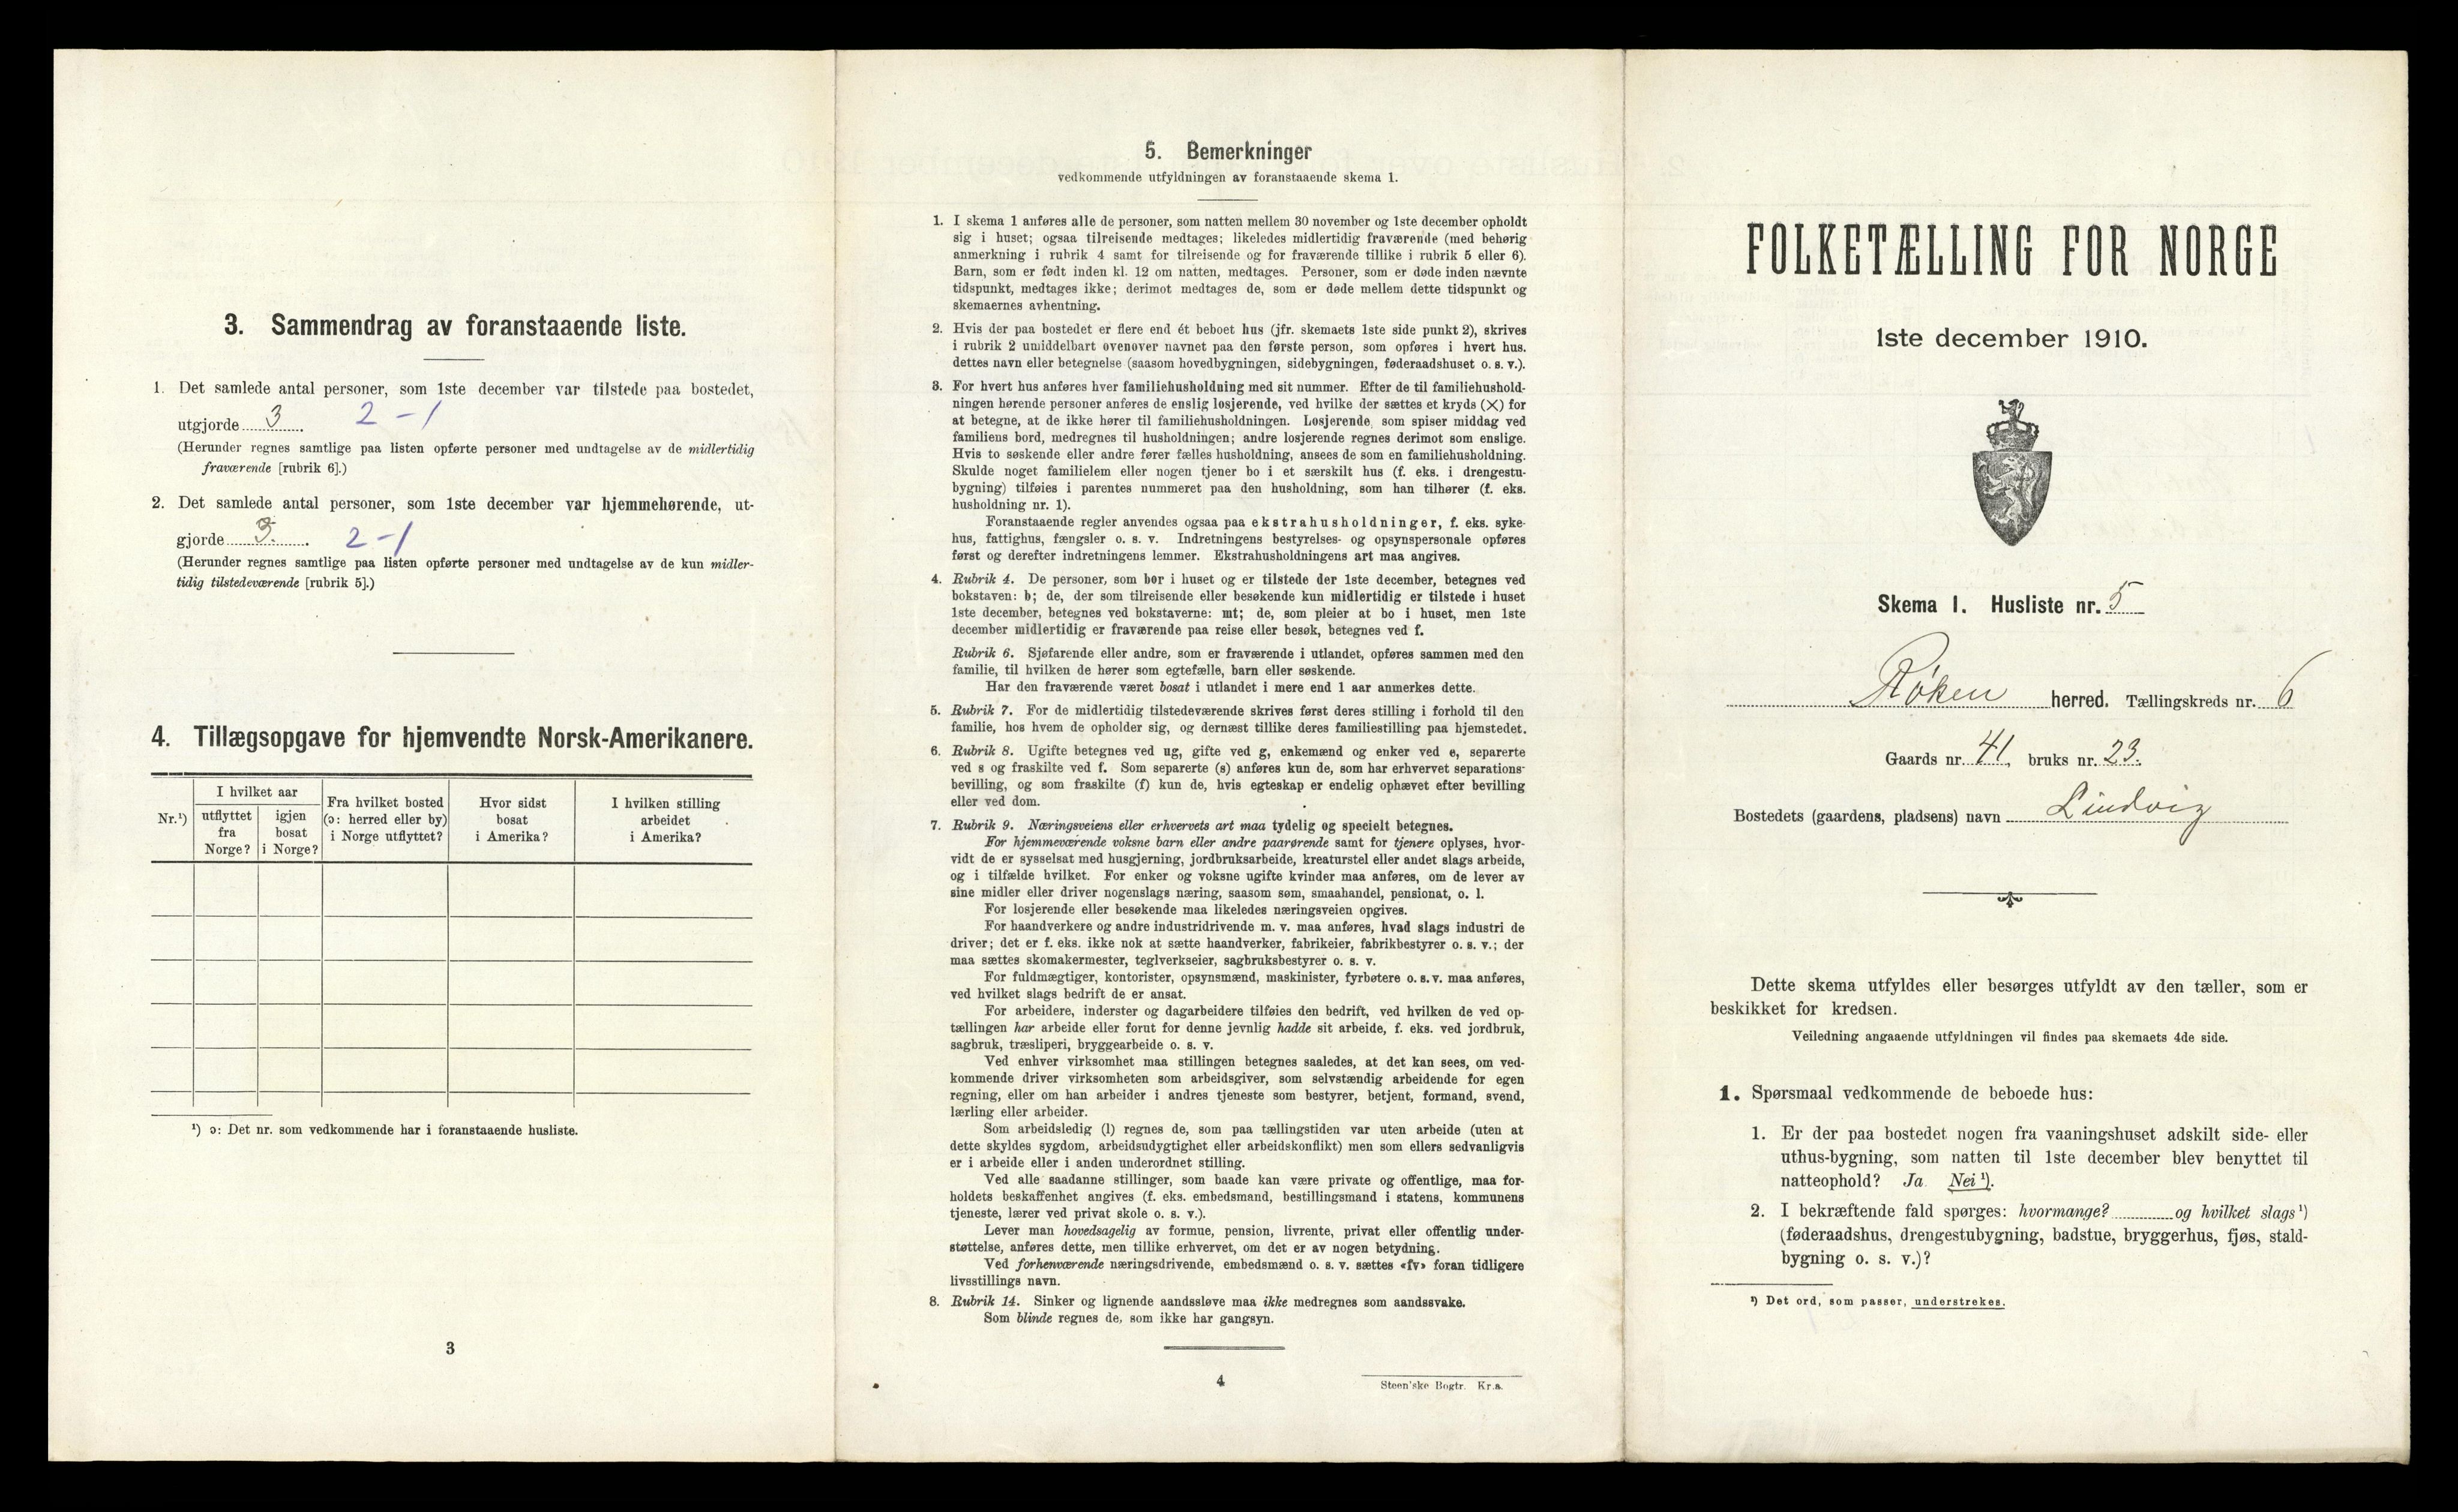 3. Sammendrag av foranstaaende liste.
1. Det samlede antal personer, som 1ste december var tilstede paa bostedet,
utgjorde 3. 2 - 1
(Herunder regnes samtlige paa listen opførte personer med undtagelse av de midlertidig
fraværende [rubrik 6].)
2. Det samlede antal personer, som 1ste december var hjemmehørende, ut-
gjorde 3. 2 - 1
(Herunder regnes samtlige paa listen opførte personer med undtagelse av de kun midler-
tidig tilstedeværende [rubrik 5].)
4. Tillægsopgave for hjemvendte Norsk-Amerikanere.
Nr.¹)
I hvilket aar
utflyttet
fra
Norge?
igjen
bosat
i Norge?
Fra hvilket bosted
(ɔ: herred eller by)
i Norge utflyttet?
Hvor sidst
bosat
i Amerika?
I hvilken stilling
arbeidet
i Amerika?
¹) ɔ: Det nr. som vedkommende har i foranstaaende husliste.
3
5. Bemerkninger
vedkommende utfyldningen av foranstaaende skema 1.
1. I skema 1 anføres alle de personer, som natten mellem 30 november og 1ste december opholdt
sig i huset; ogsaa tilreisende medtages; likeledes midlertidig fraværende (med behørig
anmerkning i rubrik 4 samt for tilreisende og for fraværende tillike i rubrik 5 eller 6).
Barn, som er født inden kl. 12 om natten, medtages. Personer, som er døde inden nævnte
tidspunkt, medtages ikke; derimot medtages de, som er døde mellem dette tidspunkt og
skemaernes avhentning.
2. Hvis der paa bostedet er flere end ét beboet hus (jfr. skemaets 1ste side punkt 2), skrives
i rubrik 2 umiddelbart ovenover navnet paa den første person, som opføres i hvert hus.
dettes navn eller betegnelse (saasom hovedbygningen, sidebygningen, føderaadshuset o. s. v.).
3. For hvert hus anføres hver familiehusholdning med sit nummer. Efter de til familiehushold-
ningen hørende personer anføres de enslig losjerende, ved hvilke der sættes et kryds (×) for
at betegne, at de ikke hører til familiehusholdningen. Losjerende, som spiser middag ved
familiens bord, medregnes til husholdningen; andre losjerende regnes derimot som enslige.
Hvis to søskende eller andre fører fælles husholdning, ansees de som en familiehusholdning.
Skulde noget familielem eller nogen tjener bo i et særskilt hus (f. eks. i drengestu-
bygning) tilføies i parentes nummeret paa den husholdning, som han tilhører (f. eks.
husholdning nr. 1).
Foranstaaende regler anvendes ogsaa paa ekstrahusholdninger, f. eks. syke-
hus, fattighus, fængsler o. s. v. Indretningens bestyrelses- og opsynspersonale opføres
først og derefter indretningens lemmer. Ekstrahusholdningens art maa angives.
4. Rubrik 4. De personer, som bor i huset og er tilstede der 1ste december, betegnes ved
bokstaven: b; de, der som tilreisende eller besøkende kun midlertidig er tilstede i huset
1ste december, betegnes ved bokstaverne: mt; de, som pleier at bo i huset, men 1ste
december midlertidig er fraværende paa reise eller besøk, betegnes ved f.
Rubrik 6. Sjøfarende eller andre, som er fraværende i utlandet, opføres sammen med den
familie, til hvilken de hører som egtefælle, barn eller søskende.
Har den fraværende været bosat i utlandet i mere end 1 aar anmerkes dette.
5. Rubrik 7. For de midlertidig tilstedeværende skrives først deres stilling i forhold til den
familie, hos hvem de opholder sig, og dernæst tillike deres familiestilling paa hjemstedet.
6. Rubrik 8. Ugifte betegnes ved ug, gifte ved g, enkemænd og enker ved e, separerte
ved s og fraskilte ved f. Som separerte (s) anføres kun de, som har erhvervet separations-
bevilling, og som fraskilte (f) kun de, hvis egteskap er endelig ophævet efter bevilling
eller ved dom.
7. Rubrik 9. Næringsveiens eller erhvervets art maa tydelig og specielt betegnes.
For hjemmeværende voksne barn eller andre paarørende samt for tjenere oplyses, hvor-
vidt de er sysselsat med husgjerning, jordbruksarbeide, kreaturstel eller andet slags arbeide,
og i tilfælde hvilket. For enker og voksne ugifte kvinder maa anføres, om de lever av
sine midler eller driver nogenslags næring, saasom søm, smaahandel, pensionat, o. l.
For losjerende eller besøkende maa likeledes næringsveien opgives.
For haandverkere og andre industridrivende m. v. maa anføres, hvad slags industri de
driver; det er f. eks. ikke nok at sætte haandverker, fabrikeier, fabrikbestyrer o. s. v.; der
maa sættes skomakermester, teglverkseier, sagbruksbestyrer o. s. v.
For fuldmægtiger, kontorister, opsynsmænd, maskinister, fyrbøtere o. s. v. maa anføres,
ved hvilket slags bedrift de er ansat.
For arbeidere, inderster og dagarbeidere tilføies den bedrift, ved hvilken de ved op-
tællingen har arbeide eller forut for denne jevnlig hadde sit arbeide, f. eks. ved jordbruk,
sagbruk, træsliperi, bryggearbeide o. s. v.
Ved enhver virksomhet maa stillingen betegnes saaledes, at det kan sees, om ved-
kommende driver virksomheten som arbeidsgiver, som selvstændig arbeidende for egen
regning, eller om han arbeider i andres tjeneste som bestyrer, betjent, formand, svend,
lærling eller arbeider.
Som arbeidsledig (l) regnes de, som paa tællingstiden var uten arbeide (uten at
dette skyldes sygdom, arbeidsudygtighet eller arbeidskonflikt) men som ellers sedvanligvis
er i arbeide eller i anden underordnet stilling.
Ved alle saadanne stillinger, som baade kan være private og offentlige, maa for-
holdets beskaffenhet angives (f. eks. embedsmand, bestillingsmand i statens, kommunens
tjeneste, lærer ved privat skole o. s. v.).
Lever man hovedsagelig av formue, pension, livrente, privat eller offentlig under-
støttelse, anføres dette, men tillike erhvervet, om det er av nogen betydning.
Ved forhenværende næringsdrivende, embedsmænd o. s. v. sættes «fv» foran tidligere
livsstillings navn.
8. Rubrik 14. Sinker og lignende aandssløve maa ikke medregnes som aandssvake.
Som blinde regnes de, som ikke har gangsyn.
4
Steen'ske Bogtr. Kr.a.
FOLKETÆLLING FOR NORGE
1ste december 1910.
Skema 1. Husliste nr. 5
Røken herred. Tællingskreds nr. 6
Gaards nr. 41, bruks nr. 23.
Bostedets (gaardens, pladsens) navn Lindvig
Dette skema utfyldes eller besørges utfyldt av den tæller, som er
beskikket for kredsen.
Veiledning angaaende utfyldningen vil findes paa skemaets 4de side.
1. Spørsmaal vedkommende de beboede hus:
1. Er der paa bostedet nogen fra vaaningshuset adskilt side- eller
uthus-bygning, som natten til 1ste december blev benyttet til
natteophold? Ja. Nei ¹).
2. I bekræftende fald spørges: hvormange? og hvilket slags ¹)
(føderaadshus, drengestubygning, badstue, bryggerhus, fjøs, stald-
bygning o. s. v.)?
¹) Det ord, som passer, understrekes.